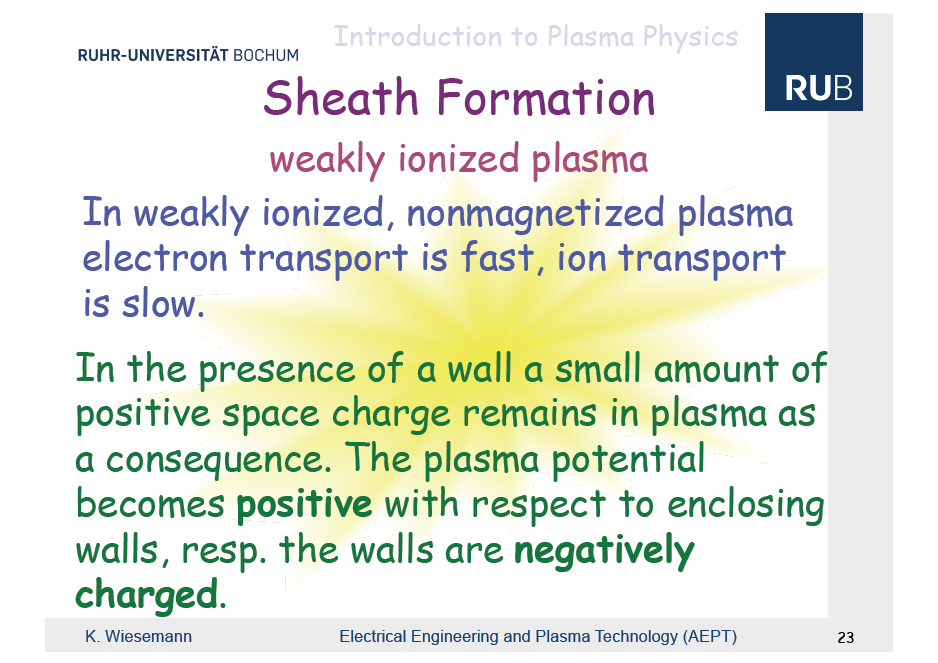 Introduction to Plasma Physics
RUHR-UNIVERSITÄT BOCHUM
RUB
Sheath Formation
weakly ionized plasma
In weakly ionized, nonmagnetized plasma
electron transport is fast, ion transport
is slow.
In the presence of a wall a small amount of
positive space charge remains in plasma as
a consequence. The plasma potential
becomes positive with respect to enclosing
walls, resp. the walls are negatively
charged.
K. Wiesemann
Electrical Engineering and Plasma Technology (AEPT)
23